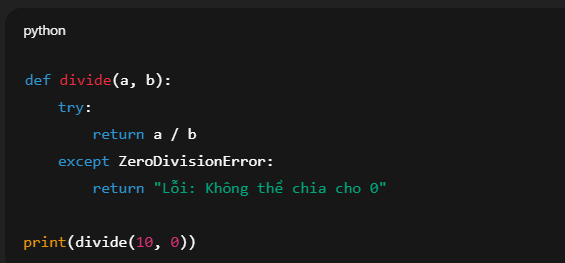 python
def divide(a, b):
    try:
        return a / b
    except ZeroDivisionError:
        return "Lỗi: Không thể chia cho 0"
print(divide(10, 0))